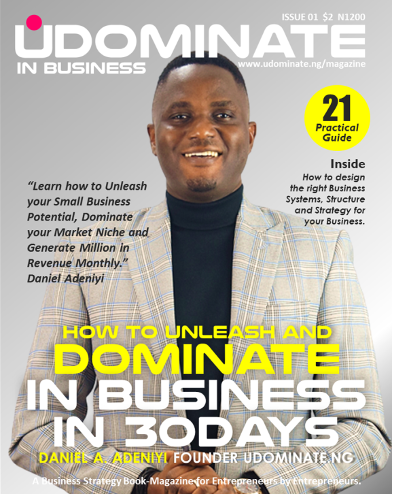 ISSUE 01 $2 N1200
UDOMINATE
IN BUSINESS
www.udominate.ng/magazine
21
Practical
Guide
Inside
How to design
the right Business
Systems, Structure
and Strategy for
your Business.
“Learn how to Unleash
your Small Business
Potential, Dominate
your Market Niche and
Generate Million in
Revenue Monthly.”
Daniel Adeniyi
HOW TO UNLEASH AND
DOMINATE
IN BUSINESS
IN 30DAYS
DANIEL A. ADENIYI FOUNDER UDOMINATE.NG
A Business Strategy Book-Magazine for Entrepreneurs by Entrepreneurs.